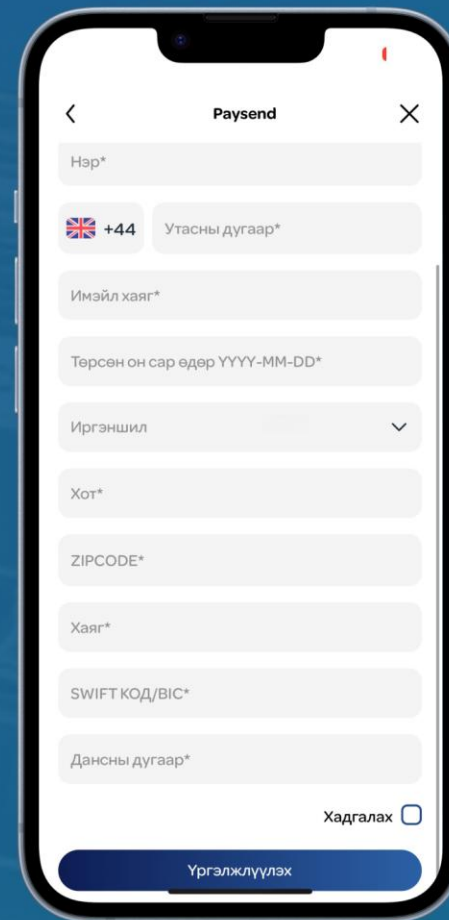 Paysend
Нэр*
+44 Утасны дугаар*
Имэйл хаяг*
Төрсөн он сар өдөр YYYY-MM-DD*
Иргэншил
Хот*
ZIPCODE*
Хаяг*
SWIFT КОД/BIC*
Дансны дугаар*
Хадгалах
Үргэлжлүүлэх